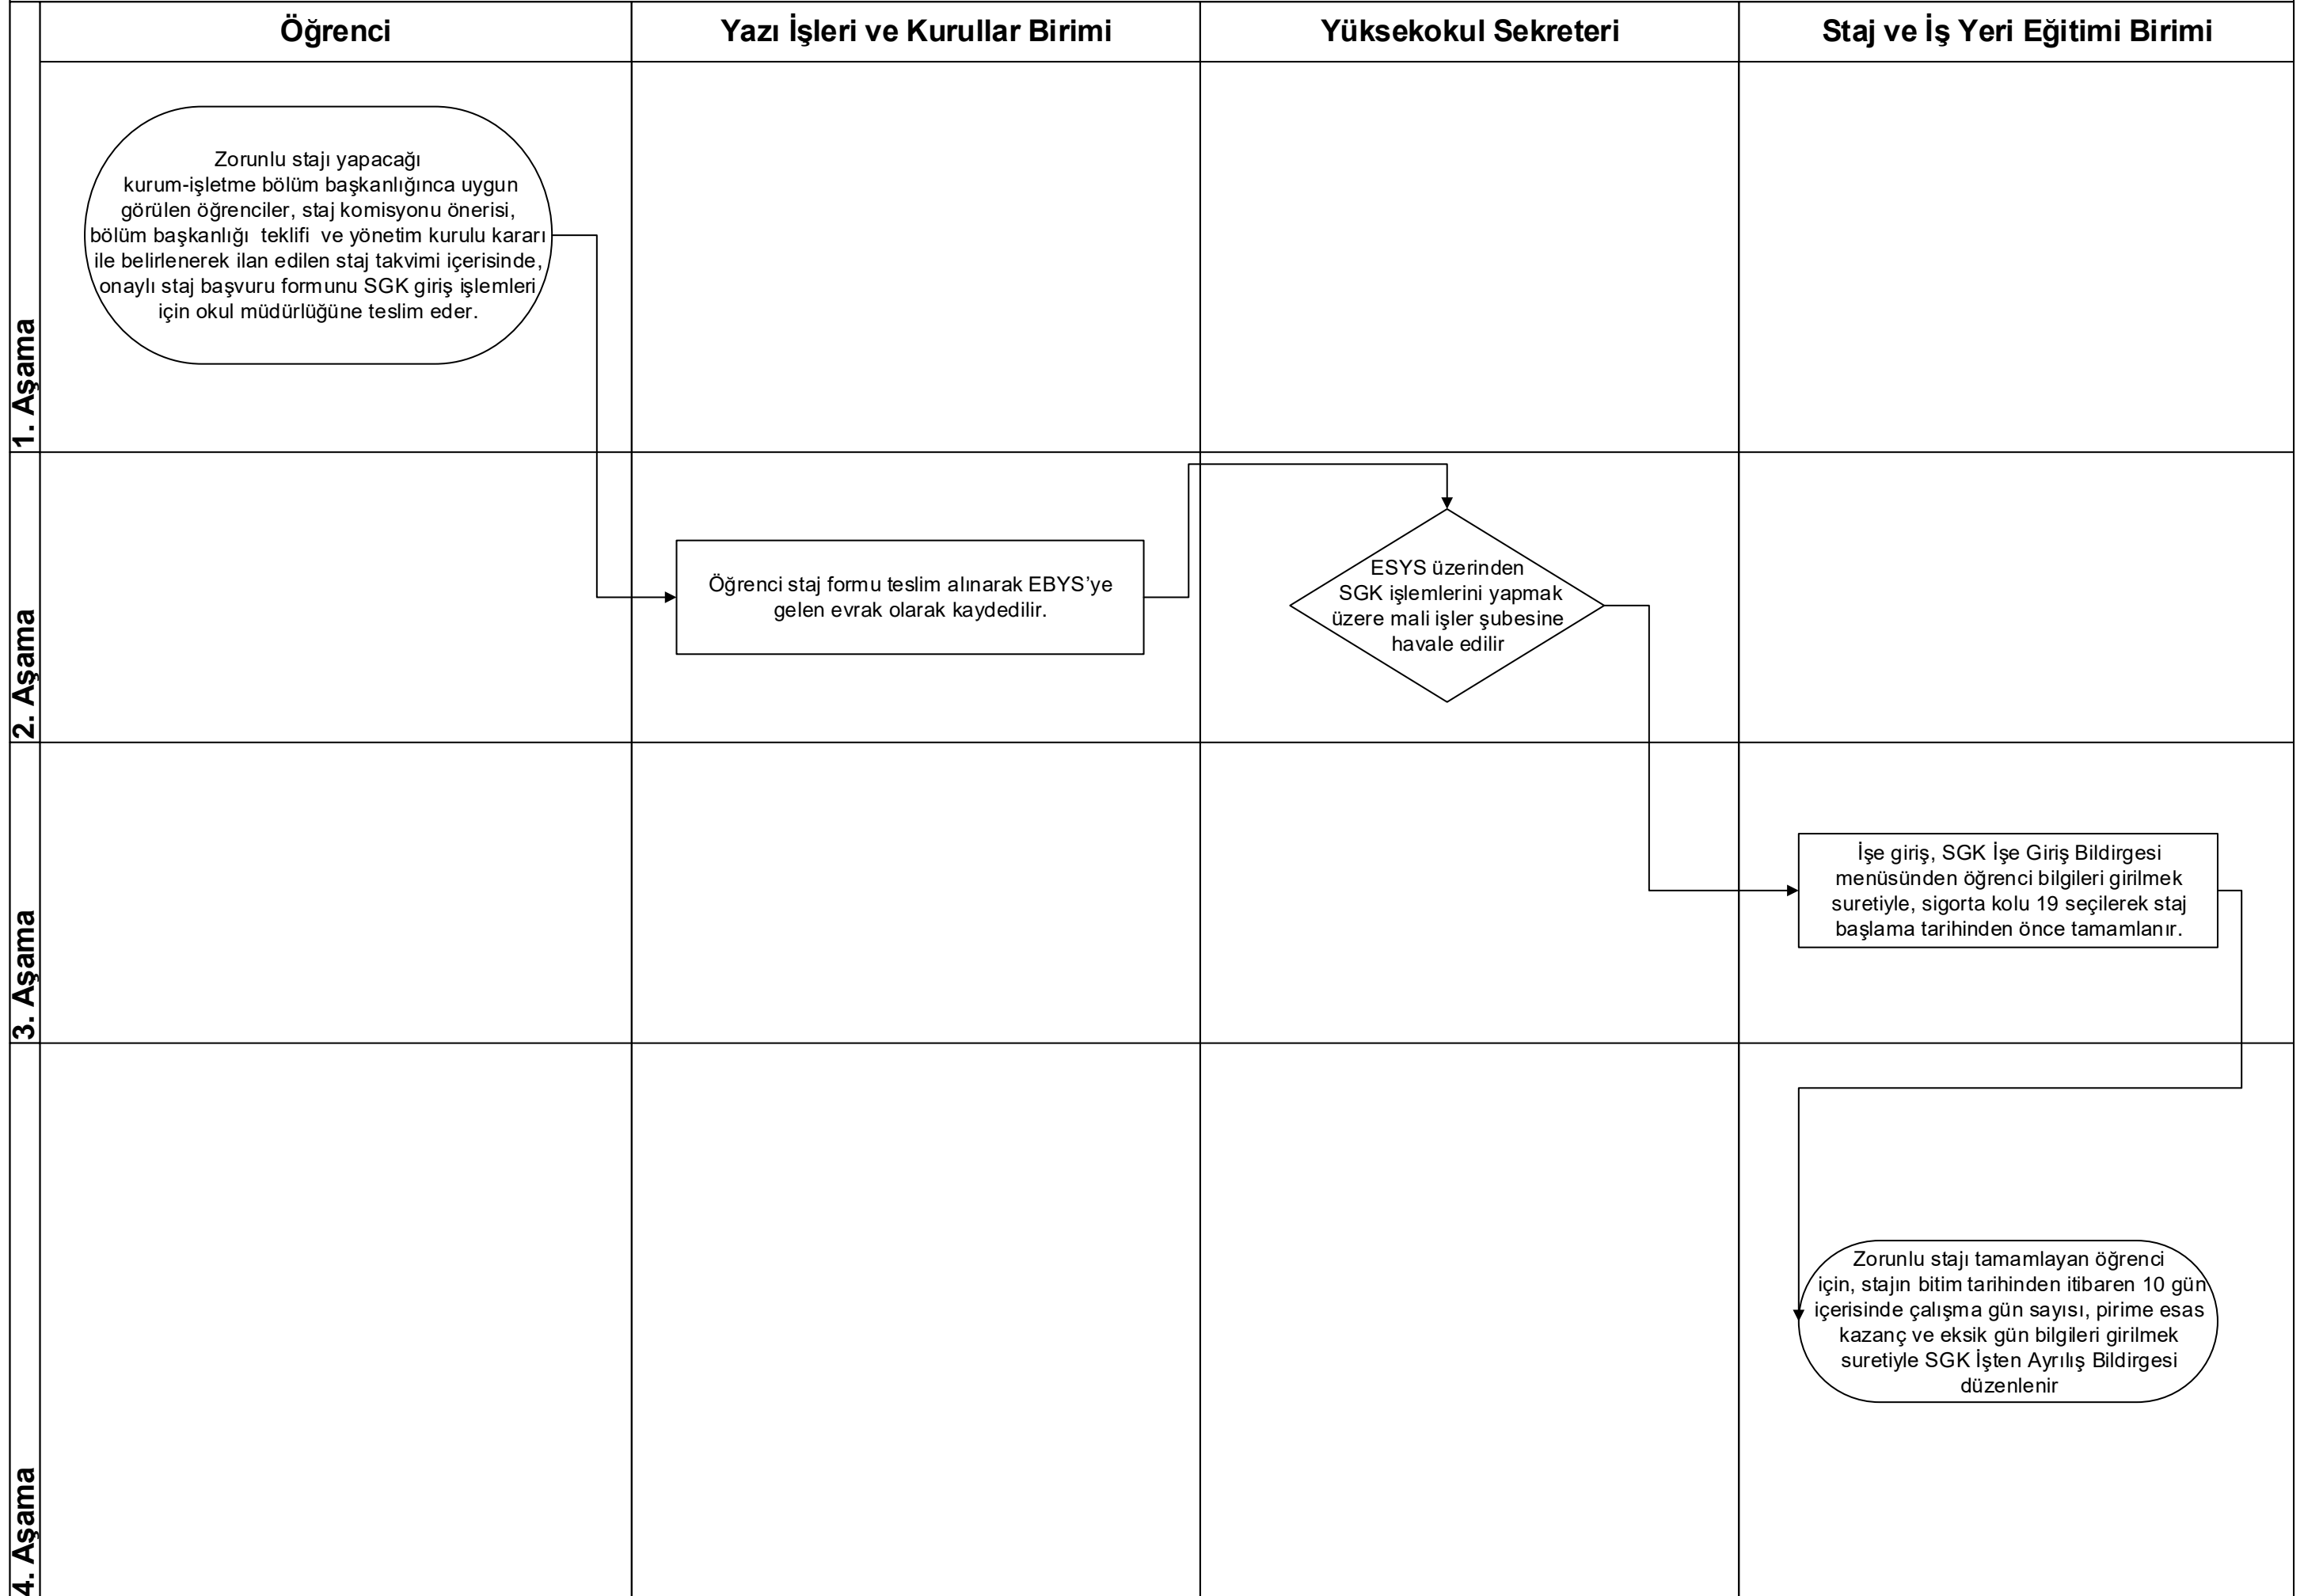 Öğrenci
Yazı İşleri ve Kurullar Birimi
Yüksekokul Sekreteri
Staj ve İş Yeri Eğitimi Birimi
1. Aşama
Zorunlu stajı yapacağı
kurum-işletme bölüm başkanlığınca uygun
görülen öğrenciler, staj komisyonu önerisi,
bölüm başkanlığı teklifi ve yönetim kurulu kararı
ile belirlenerek ilan edilen staj takvimi içerisinde,
onaylı staj başvuru formunu SGK giriş işlemleri
için okul müdürlüğüne teslim eder.
2. Aşama
Öğrenci staj formu teslim alınarak EBYS’ye
gelen evrak olarak kaydedilir.
ESYS üzerinden
SGK işlemlerini yapmak
üzere mali işler şubesine
havale edilir
3. Aşama
İşe giriş, SGK İşe Giriş Bildirgesi
menüsünden öğrenci bilgileri girilmek
suretiyle, sigorta kolu 19 seçilerek staj
başlama tarihinden önce tamamlanır.
4. Aşama
Zorunlu stajı tamamlayan öğrenci
için, stajın bitim tarihinden itibaren 10 gün
içerisinde çalışma gün sayısı, pirime esas
kazanç ve eksik gün bilgileri girilmek
suretiyle SGK İşten Ayrılış Bildirgesi
düzenlenir